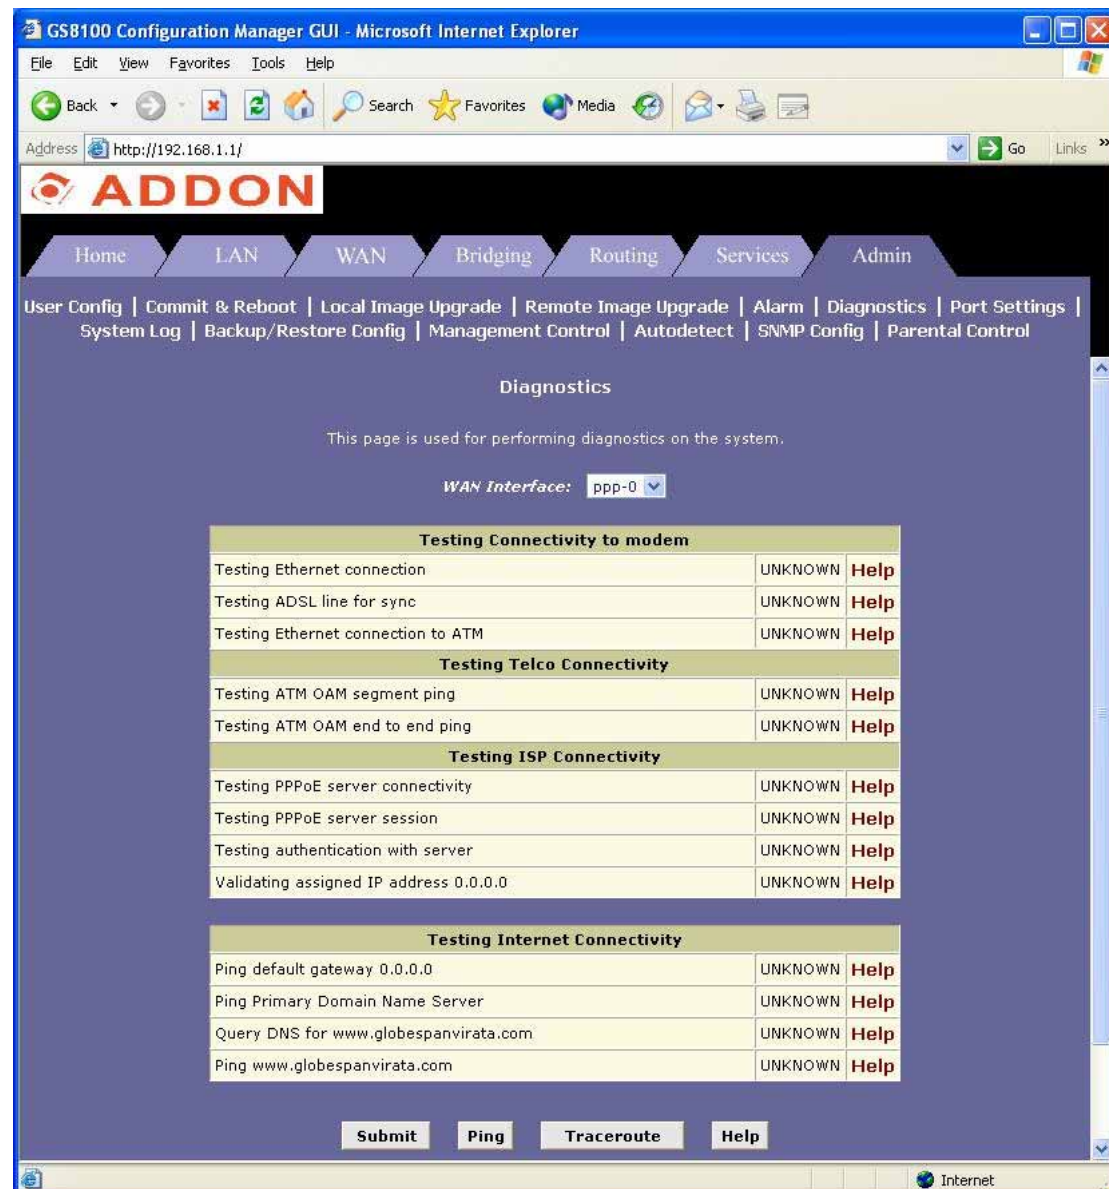 GS8100 Configuration Manager GUI - Microsoft Internet Explorer
File Edit View Favorites Tools Help
Back Search Favorites Media
Address http://192.168.1.1/ Go Links »
ADDON
Home LAN WAN Bridging Routing Services Admin
User Config | Commit & Reboot | Local Image Upgrade | Remote Image Upgrade | Alarm | Diagnostics | Port Settings |
System Log | Backup/Restore Config | Management Control | Autodetect | SNMP Config | Parental Control
Diagnostics
This page is used for performing diagnostics on the system.
WAN Interface: ppp-0
Testing Connectivity to modem
Testing Ethernet connection UNKNOWN Help
Testing ADSL line for sync UNKNOWN Help
Testing Ethernet connection to ATM UNKNOWN Help
Testing Telco Connectivity
Testing ATM OAM segment ping UNKNOWN Help
Testing ATM OAM end to end ping UNKNOWN Help
Testing ISP Connectivity
Testing PPPoE server connectivity UNKNOWN Help
Testing PPPoE server session UNKNOWN Help
Testing authentication with server UNKNOWN Help
Validating assigned IP address 0.0.0.0 UNKNOWN Help
Testing Internet Connectivity
Ping default gateway 0.0.0.0 UNKNOWN Help
Ping Primary Domain Name Server UNKNOWN Help
Query DNS for www.globespanvirata.com UNKNOWN Help
Ping www.globespanvirata.com UNKNOWN Help
Submit Ping Traceroute Help
Internet